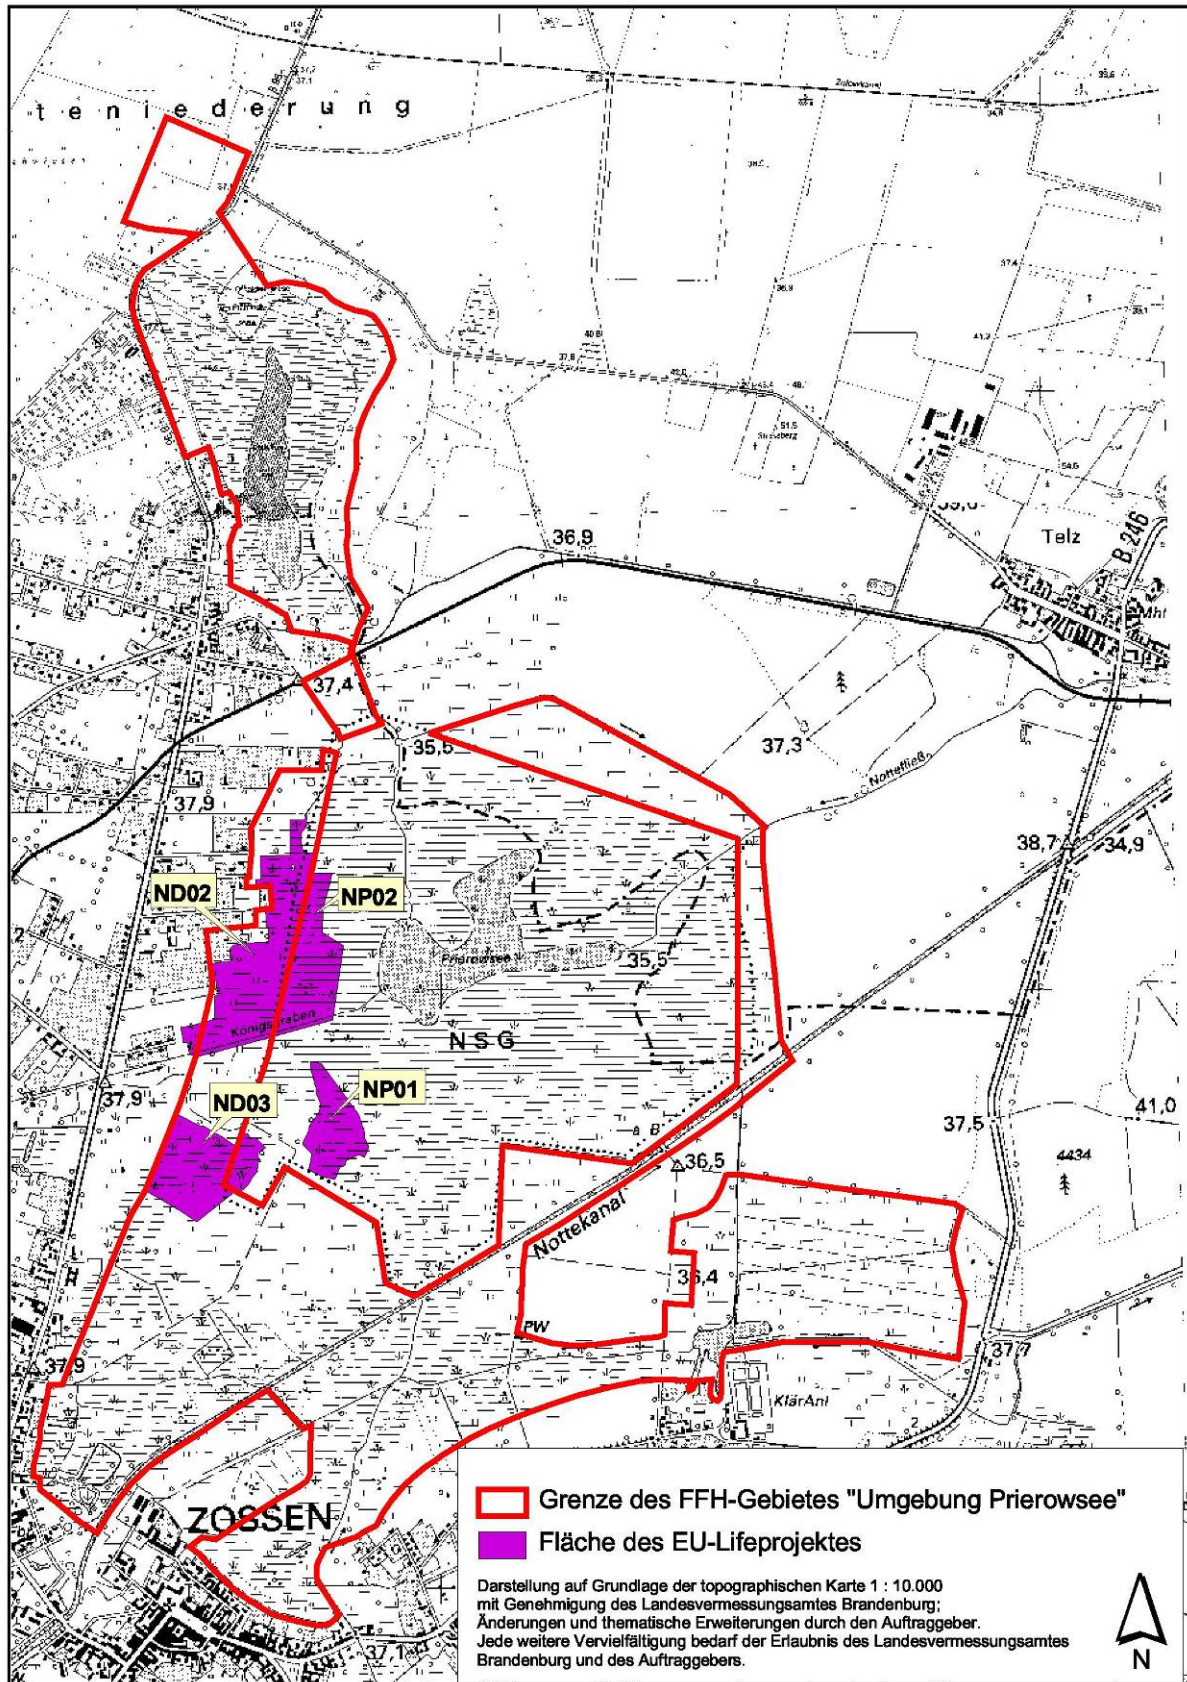 teniederung
36,9
Telz
B 246
Mhl
37,4
35,5
37,3
Nottefließ
37,9
38,7
34,9
ND02
NP02
Prierowsee
35,5
Königsgraben
NSG
NP01
ND03
37,9
37,5
41,0
4434
36,5
Nottekanal
36,4
PW
37,7
37,9
KlärAnl
2
ZOSSEN
37,1
Grenze des FFH-Gebietes "Umgebung Prierowsee"
Fläche des EU-Lifeprojektes
Darstellung auf Grundlage der topographischen Karte 1 : 10.000
mit Genehmigung des Landesvermessungsamtes Brandenburg;
Änderungen und thematische Erweiterungen durch den Auftraggeber.
Jede weitere Vervielfältigung bedarf der Erlaubnis des Landesvermessungsamtes
Brandenburg und des Auftraggebers.
N